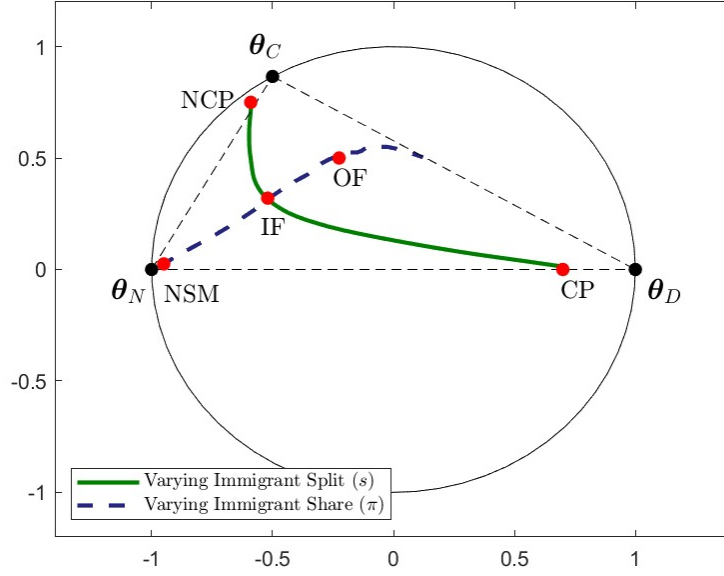 θ_C
1
NCP
0.5
OF
IF
0
θ_N
NSM
CP
θ_D
-0.5
-1
Varying Immigrant Split (s)
Varying Immigrant Share (π)
-1
-0.5
0
0.5
1